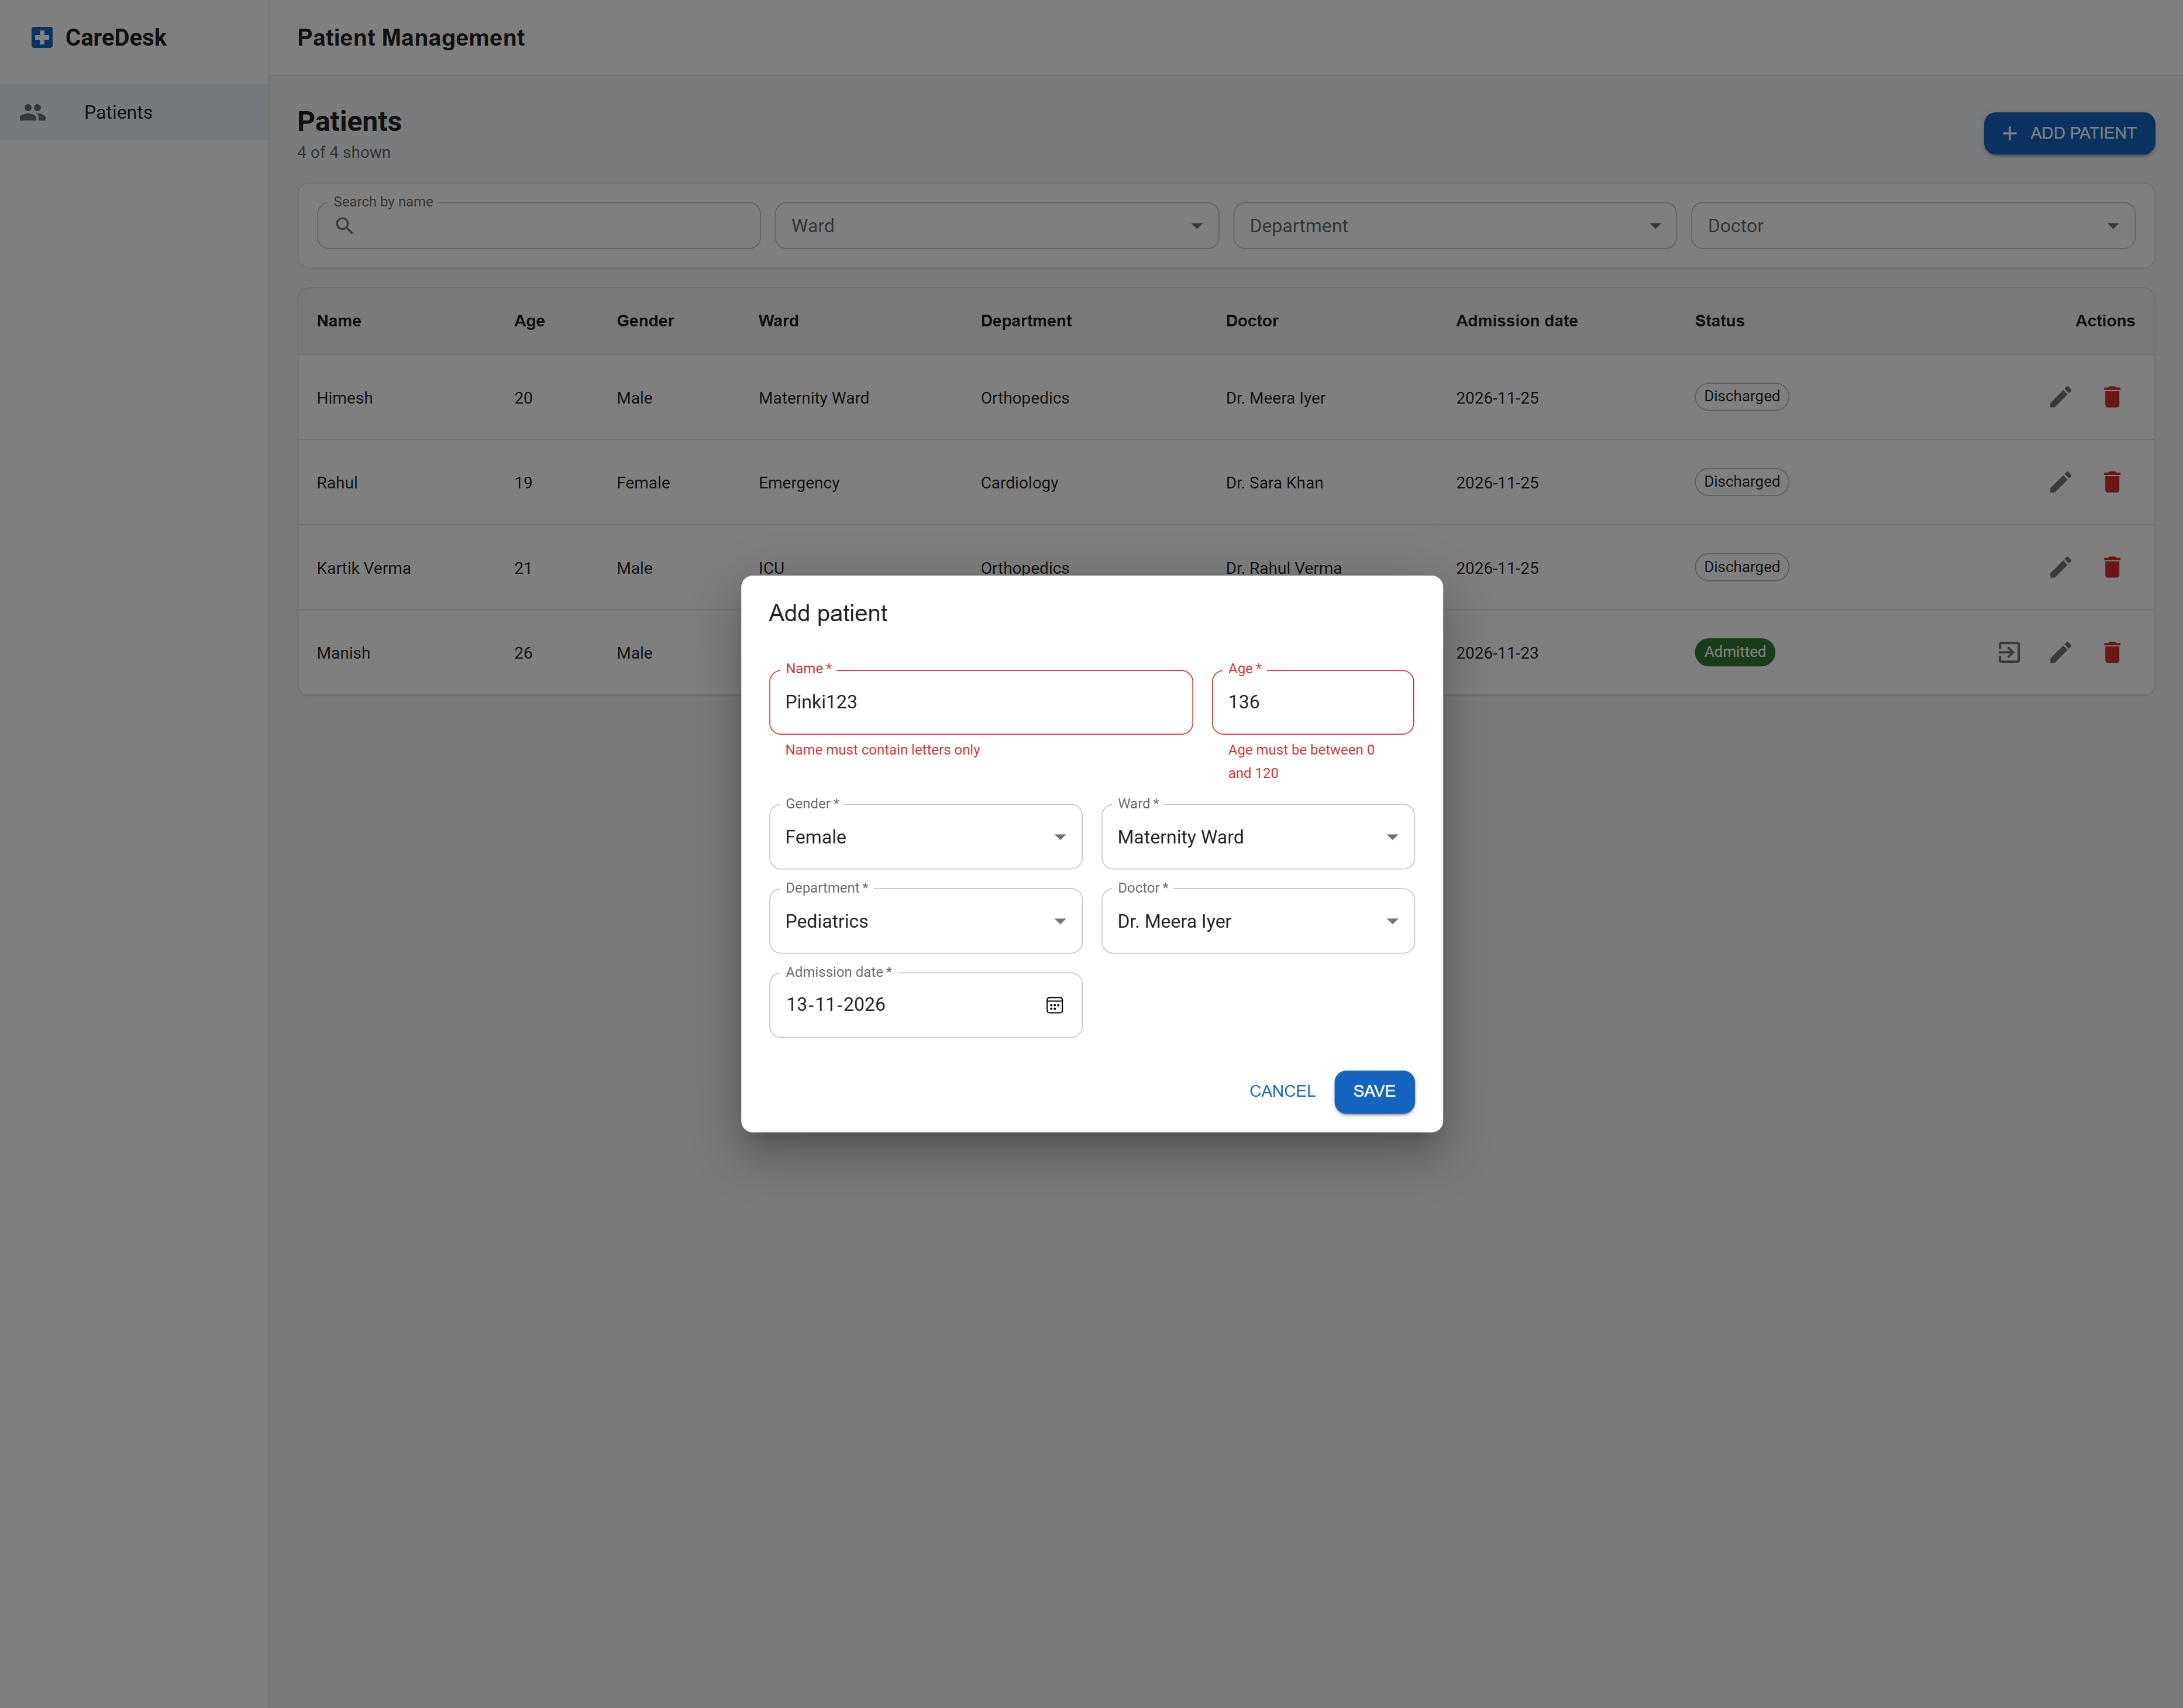 CareDesk
Patient Management
Patients
Patients
4 of 4 shown
ADD PATIENT
Search by name
Ward
Department
Doctor
Name Age Gender Ward Department Doctor Admission date Status Actions
Himesh 20 Male Maternity Ward Orthopedics Dr. Meera Iyer 2026-11-25 Discharged
Rahul 19 Female Emergency Cardiology Dr. Sara Khan 2026-11-25 Discharged
Kartik Verma 21 Male ICU Orthopedics Dr. Rahul Verma 2026-11-25 Discharged
Manish 26 Male 2026-11-23 Admitted
Add patient
Name *
Pinki123
Name must contain letters only
Age *
136
Age must be between 0
and 120
Gender *
Female
Ward *
Maternity Ward
Department *
Pediatrics
Doctor *
Dr. Meera Iyer
Admission date *
13-11-2026
CANCEL
SAVE